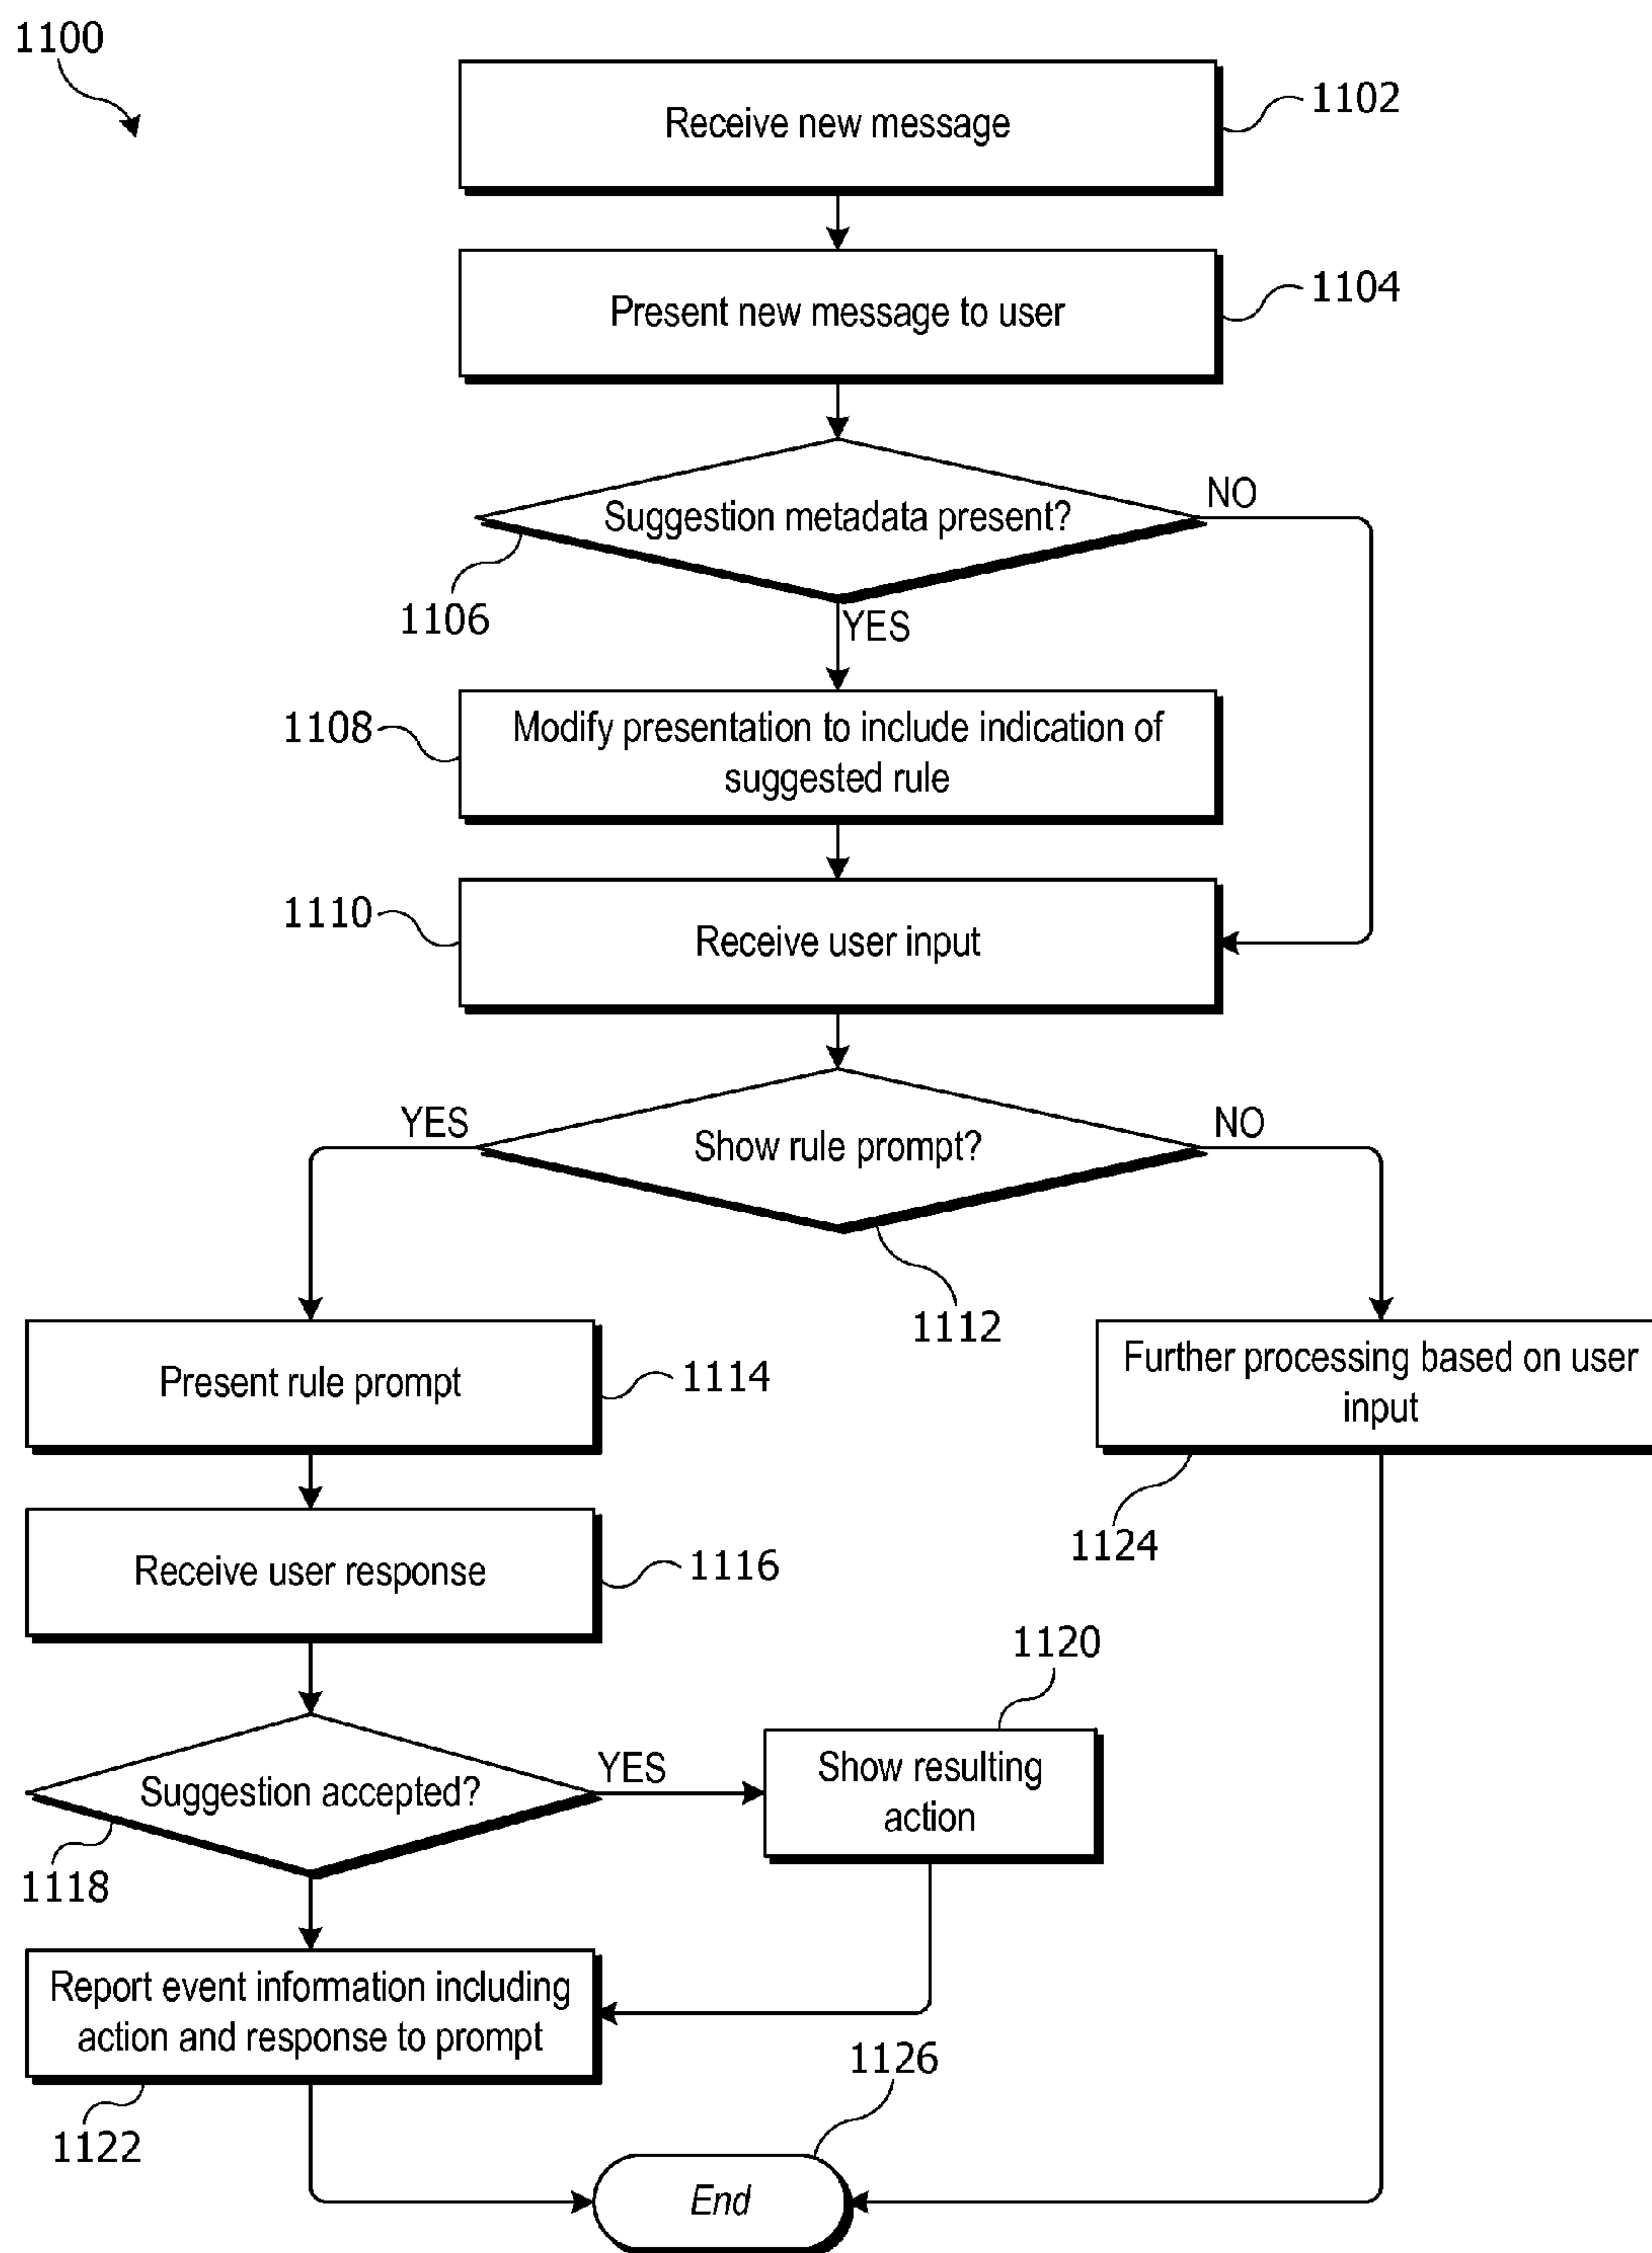 1100
Receive new message
1102
Present new message to user
1104
Suggestion metadata present?
NO
1106
YES
1108
Modify presentation to include indication of
suggested rule
1110
Receive user input
YES
Show rule prompt?
NO
1112
Present rule prompt
1114
Further processing based on user
input
1124
Receive user response
1116
1120
Suggestion accepted?
YES
Show resulting
action
1118
Report event information including
action and response to prompt
1122
1126
End